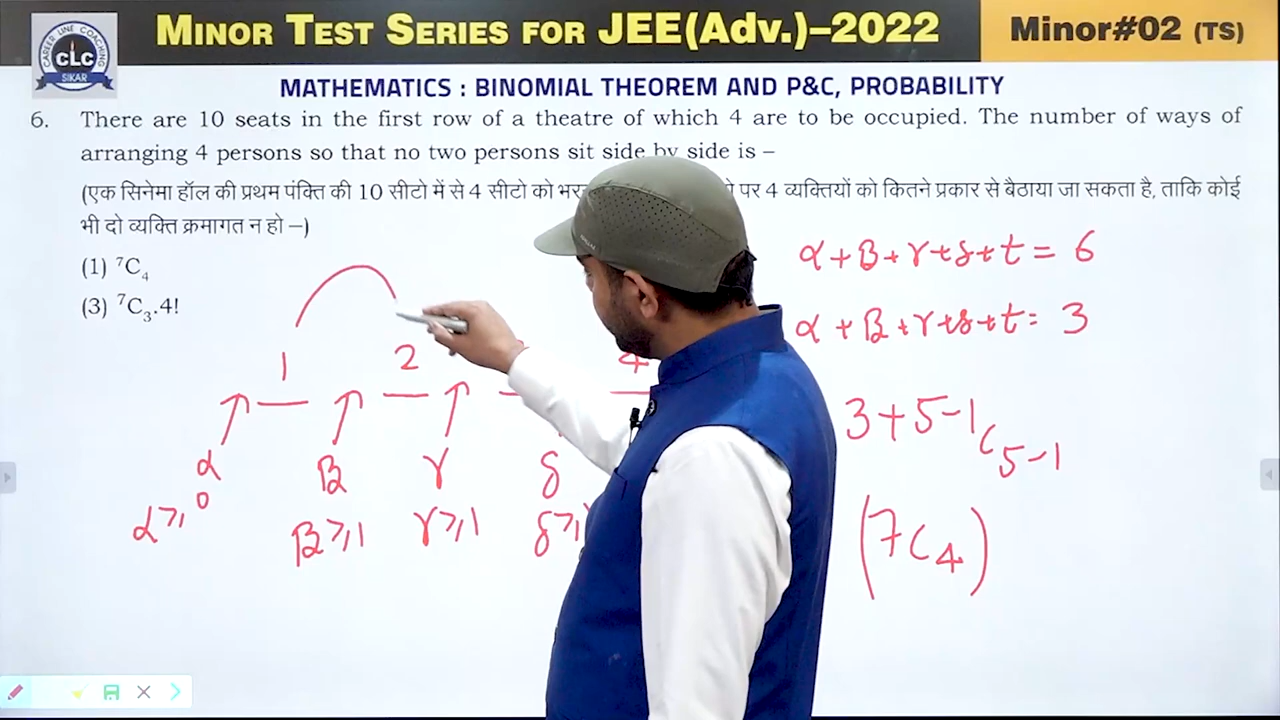 CAREER LINE COACHING
CLC
SIKAR
MINOR TEST SERIES FOR JEE(Adv.)–2022
Minor#02 (TS)
MATHEMATICS : BINOMIAL THEOREM AND P&C, PROBABILITY
6. There are 10 seats in the first row of a theatre of which 4 are to be occupied. The number of ways of
arranging 4 persons so that no two persons sit side by side is –
(एक सिनेमा हॉल की प्रथम पंक्ति की 10 सीटो में से 4 सीटो को पर 4 व्यक्तियों को कितने प्रकार से बैठाया जा सकता है, ताकि कोई
भी दो व्यक्ति क्रमागत न हो –)
(1) ⁷C₄
(3) ⁷C₃.4!
α+β+γ+δ+t = 6
α+β+γ+δ+t = 3
1 2 4
3+5-1C5-1
α β γ δ
α≥0 β≥1 γ≥1 δ≥
(7C4)